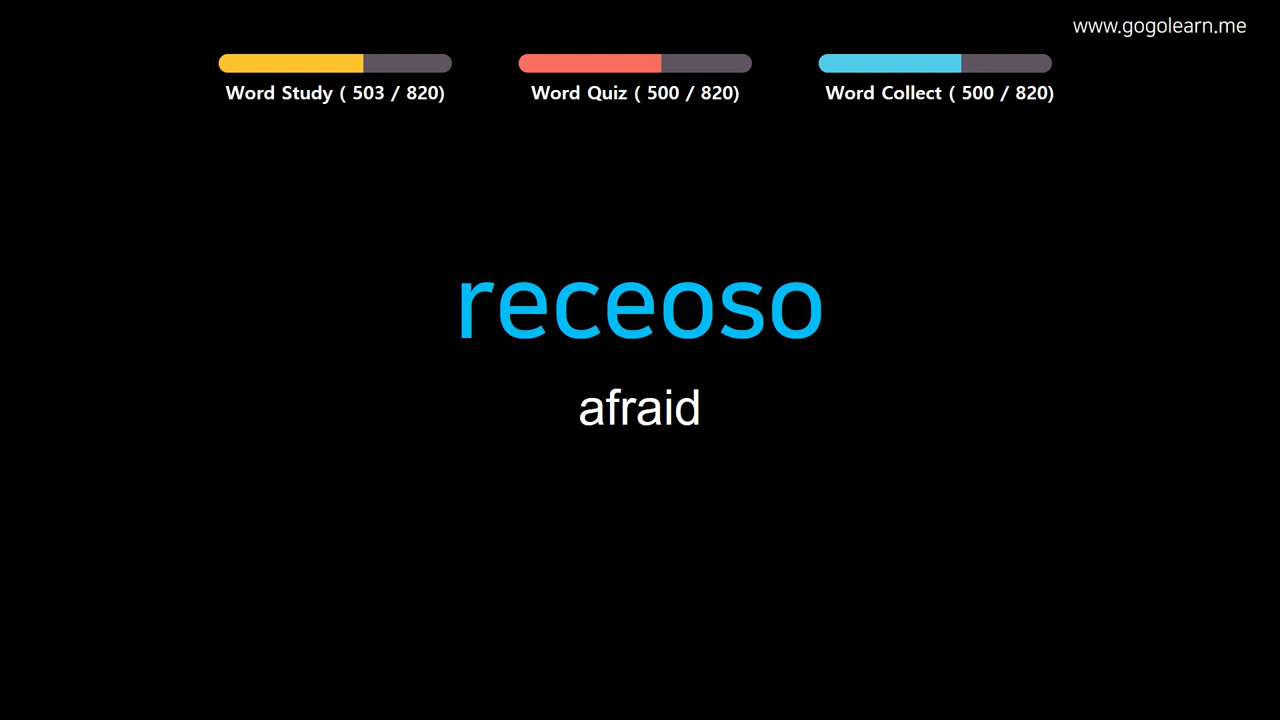 www.gogolearn.me
Word Study ( 503 / 820)
Word Quiz ( 500 / 820)
Word Collect ( 500 / 820)
receoso
afraid